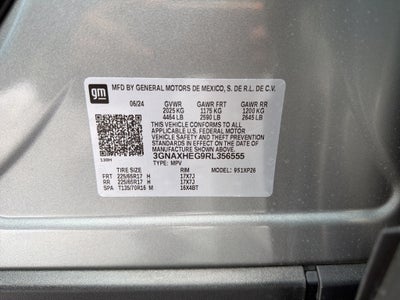 gm
MFD BY GENERAL MOTORS DE MEXICO, S. DE R.L. DE C.V.
06/24 GVWR GAWR FRT GAWR RR
2025 KG 1175 KG 1200 KG
4464 LB 2590 LB 2645 LB
THIS VEHICLE CONFORMS TO ALL
APPLICABLE U.S. FEDERAL MOTOR
VEHICLE SAFETY AND THEFT PREVENTION
STANDARDS IN EFFECT ON THE DATE OF
MANUFACTURE SHOWN ABOVE.
3GNAXHEG9RL356555
TYPE: MPV
TIRE SIZE RIM 9S1XPZ6
FRT 225/65R17 H 17X7J
RR 225/65R17 H 17X7J
SPA T135/70R16 M 16X4BT